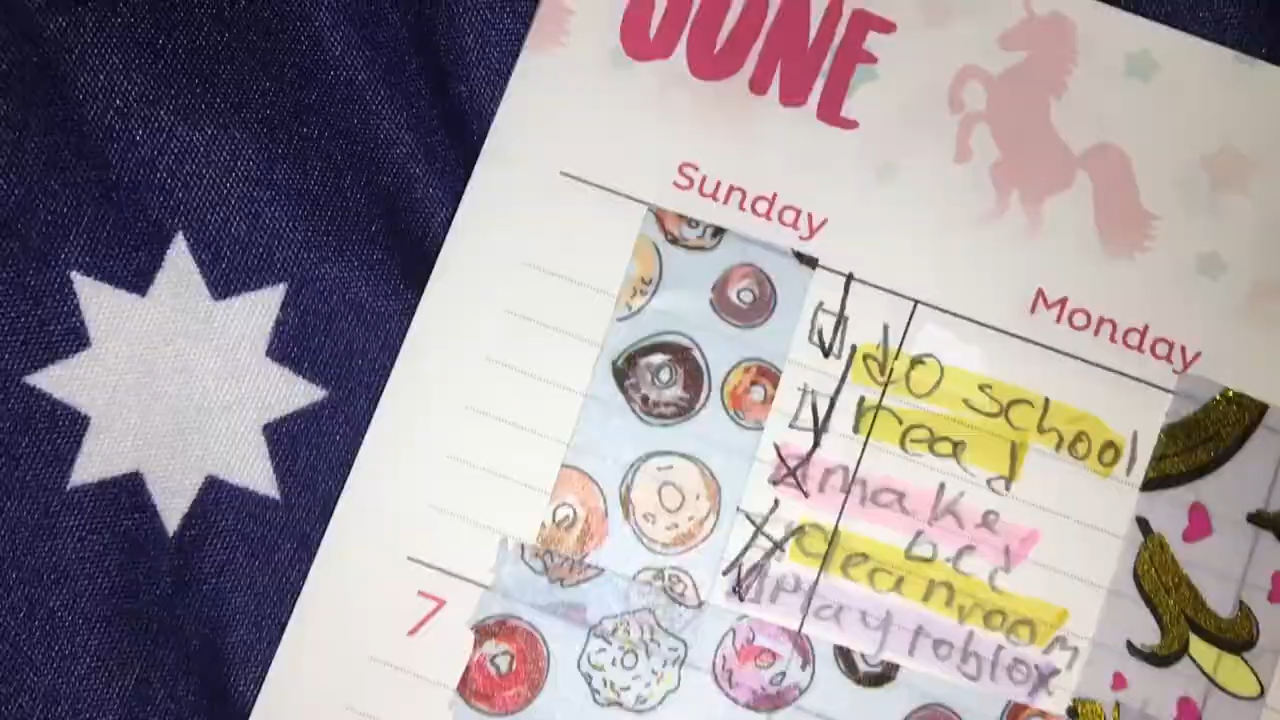 JUNE
Sunday
Monday
do school
read
make
bed
clean room
play roblox
7